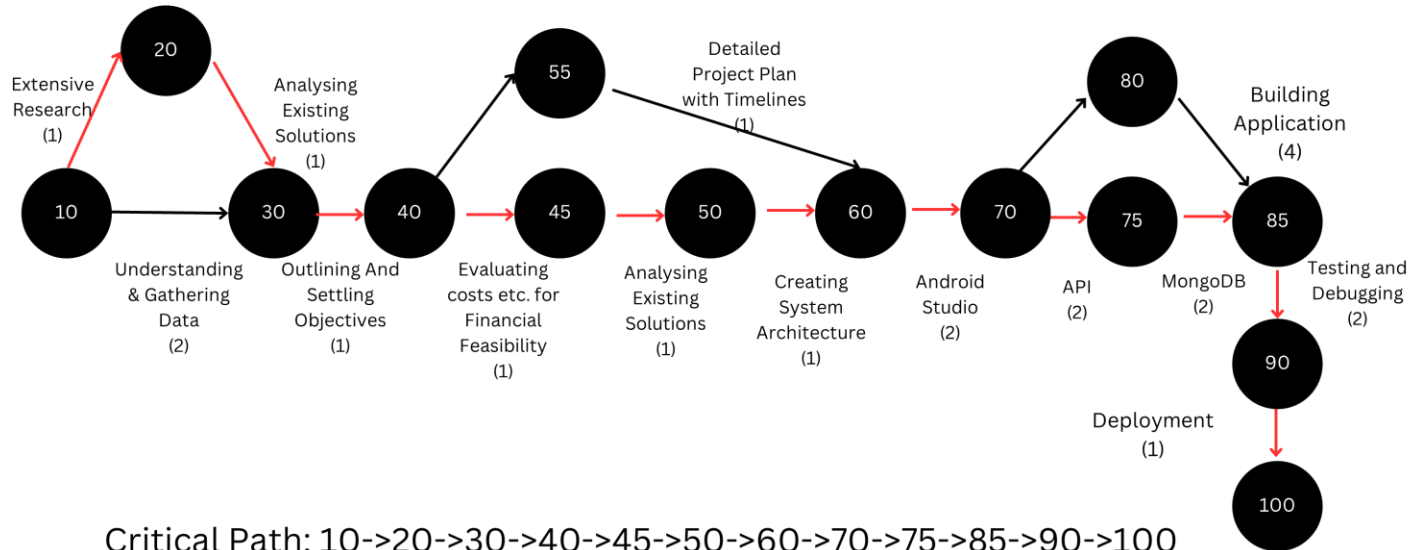 20
Extensive
Research
(1)
Analysing
Existing
Solutions
(1)
55
Detailed
Project Plan
with Timelines
(1)
80
Building
Application
(4)
10
30
40
45
50
60
70
75
85
Understanding
& Gathering
Data
(2)
Outlining And
Settling
Objectives
(1)
Evaluating
costs etc. for
Financial
Feasibility
(1)
Analysing
Existing
Solutions
(1)
Creating
System
Architecture
(1)
Android
Studio
(2)
API
(2)
MongoDB
(2)
Testing and
Debugging
(2)
90
Deployment
(1)
100
Critical Path: 10->20->30->40->45->50->60->70->75->85->90->100